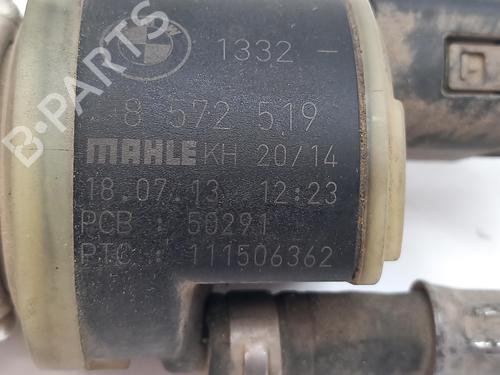 B-PARTS
1332 -
8 572 519
MAHLE KH 20/14
18.07.13 12:23
PCB : 50291
PTC : 111506362